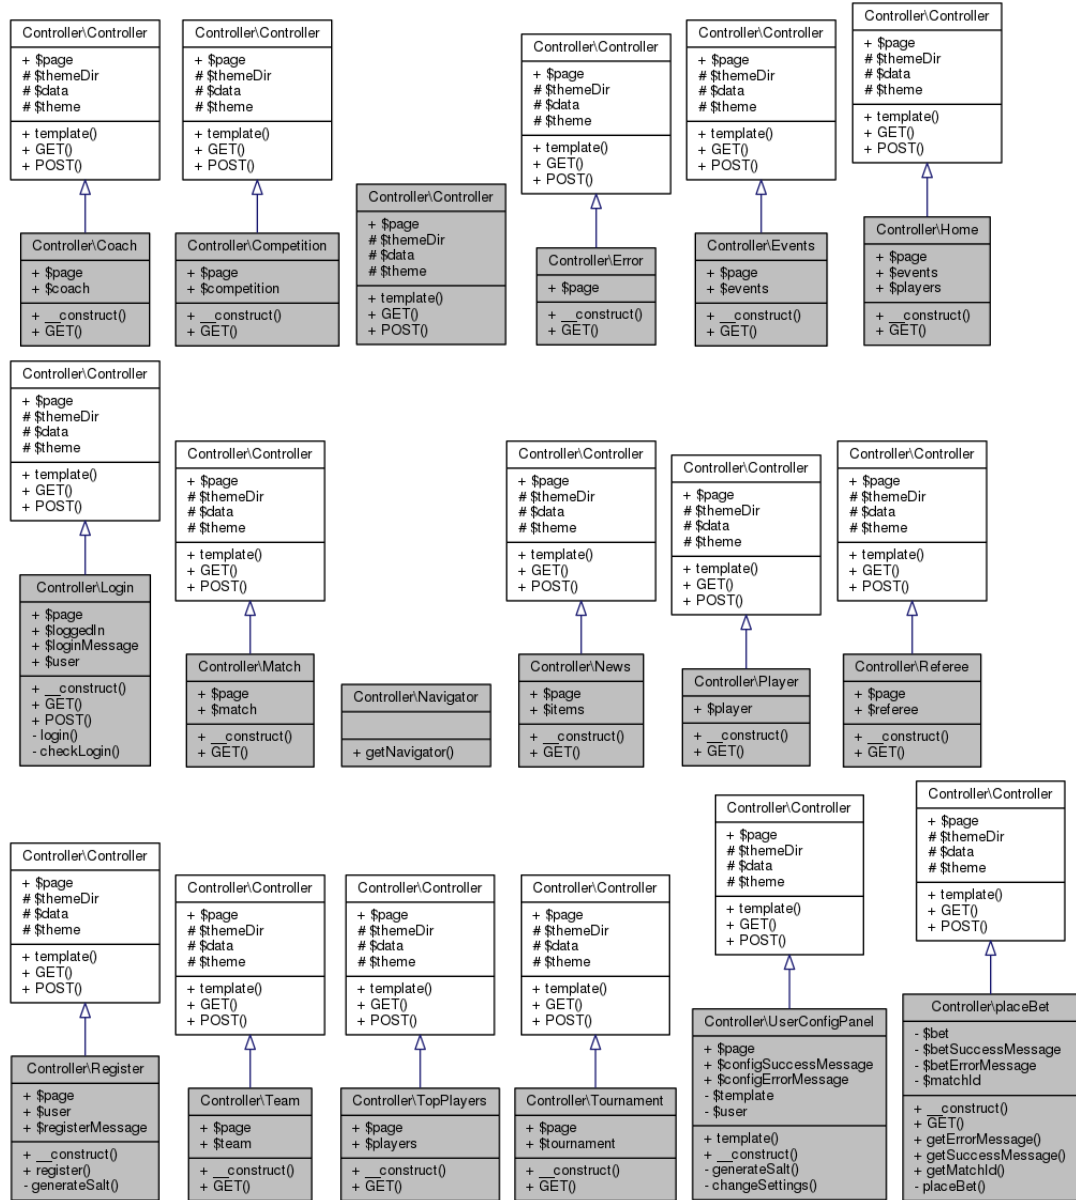 Controller\Controller
+ $page
# $themeDir
# $data
# $theme
+ template()
+ GET()
+ POST()
Controller\Coach
+ $page
+ $coach
+ __construct()
+ GET()
Controller\Controller
+ $page
# $themeDir
# $data
# $theme
+ template()
+ GET()
+ POST()
Controller\Competition
+ $page
+ $competition
+ __construct()
+ GET()
Controller\Controller
+ $page
# $themeDir
# $data
# $theme
+ template()
+ GET()
+ POST()
Controller\Controller
+ $page
# $themeDir
# $data
# $theme
+ template()
+ GET()
+ POST()
Controller\Error
+ $page
+ __construct()
+ GET()
Controller\Controller
+ $page
# $themeDir
# $data
# $theme
+ template()
+ GET()
+ POST()
Controller\Events
+ $page
+ $events
+ __construct()
+ GET()
Controller\Controller
+ $page
# $themeDir
# $data
# $theme
+ template()
+ GET()
+ POST()
Controller\Home
+ $page
+ $events
+ $players
+ __construct()
+ GET()
Controller\Controller
+ $page
# $themeDir
# $data
# $theme
+ template()
+ GET()
+ POST()
Controller\Login
+ $page
+ $loggedIn
+ $loginMessage
+ $user
+ __construct()
+ GET()
+ POST()
- login()
- checkLogin()
Controller\Controller
+ $page
# $themeDir
# $data
# $theme
+ template()
+ GET()
+ POST()
Controller\Match
+ $page
+ $match
+ __construct()
+ GET()
Controller\Navigator
+ getNavigator()
Controller\Controller
+ $page
# $themeDir
# $data
# $theme
+ template()
+ GET()
+ POST()
Controller\News
+ $page
+ $items
+ __construct()
+ GET()
Controller\Controller
+ $page
# $themeDir
# $data
# $theme
+ template()
+ GET()
+ POST()
Controller\Player
+ $player
+ __construct()
+ GET()
Controller\Controller
+ $page
# $themeDir
# $data
# $theme
+ template()
+ GET()
+ POST()
Controller\Referee
+ $page
+ $referee
+ __construct()
+ GET()
Controller\Controller
+ $page
# $themeDir
# $data
# $theme
+ template()
+ GET()
+ POST()
Controller\Register
+ $page
+ $user
+ $registerMessage
+ __construct()
+ register()
- generateSalt()
Controller\Controller
+ $page
# $themeDir
# $data
# $theme
+ template()
+ GET()
+ POST()
Controller\Team
+ $page
+ $team
+ __construct()
+ GET()
Controller\Controller
+ $page
# $themeDir
# $data
# $theme
+ template()
+ GET()
+ POST()
Controller\TopPlayers
+ $page
+ $players
+ __construct()
+ GET()
Controller\Controller
+ $page
# $themeDir
# $data
# $theme
+ template()
+ GET()
+ POST()
Controller\Tournament
+ $page
+ $tournament
+ __construct()
+ GET()
Controller\Controller
+ $page
# $themeDir
# $data
# $theme
+ template()
+ GET()
+ POST()
Controller\UserConfigPanel
+ $page
+ $configSuccessMessage
+ $configErrorMessage
- $template
- $user
+ template()
+ __construct()
- generateSalt()
- changeSettings()
Controller\Controller
+ $page
# $themeDir
# $data
# $theme
+ template()
+ GET()
+ POST()
Controller\placeBet
- $bet
- $betSuccessMessage
- $betErrorMessage
- $matchId
+ __construct()
+ GET()
+ getErrorMessage()
+ getSuccessMessage()
+ getMatchId()
- placeBet()